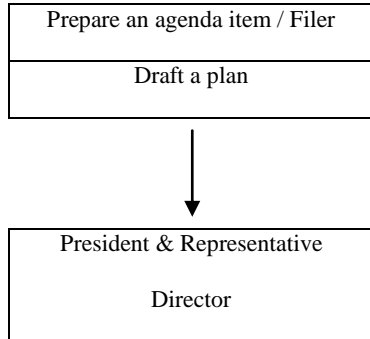 Prepare an agenda item / Filer
Draft a plan
President & Representative
Director